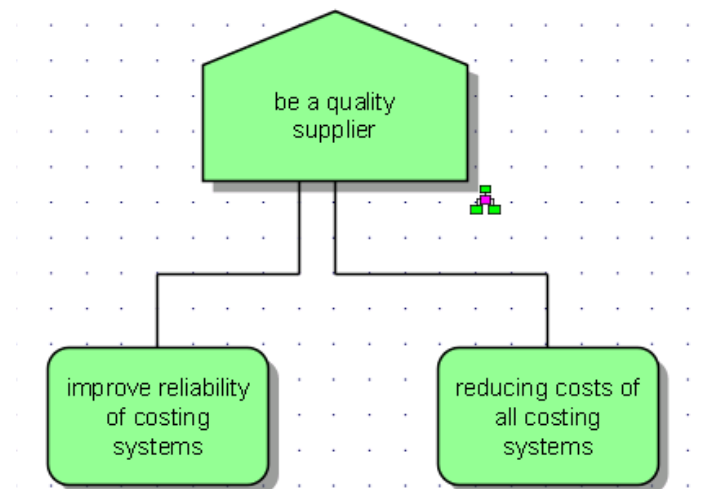 be a quality
supplier
improve reliability
of costing
systems
reducing costs of
all costing
systems